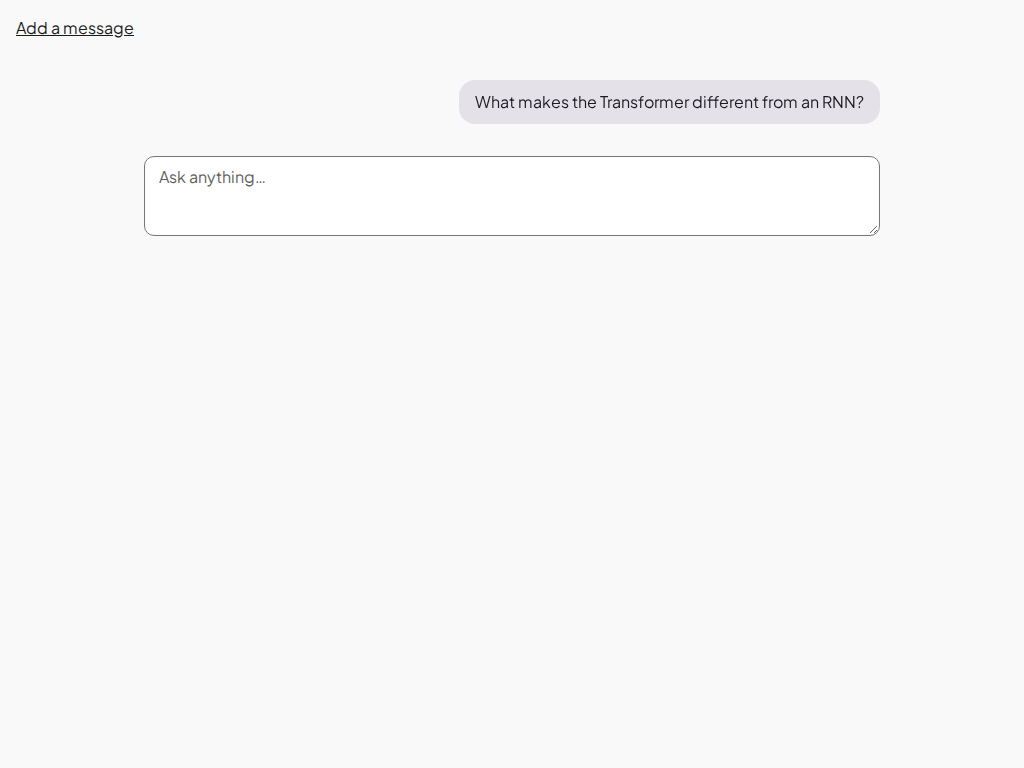 Add a message
What makes the Transformer different from an RNN?
Ask anything...